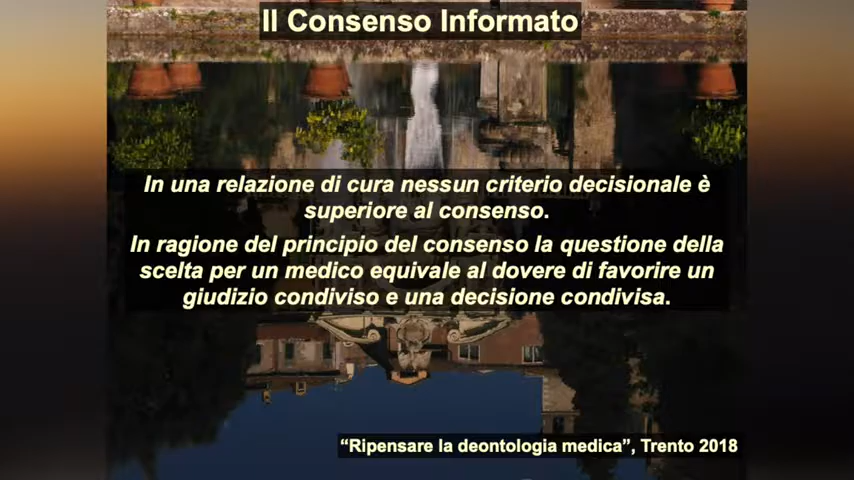 Il Consenso Informato
In una relazione di cura nessun criterio decisionale è
superiore al consenso.
In ragione del principio del consenso la questione della
scelta per un medico equivale al dovere di favorire un
giudizio condiviso e una decisione condivisa.
“Ripensare la deontologia medica”, Trento 2018